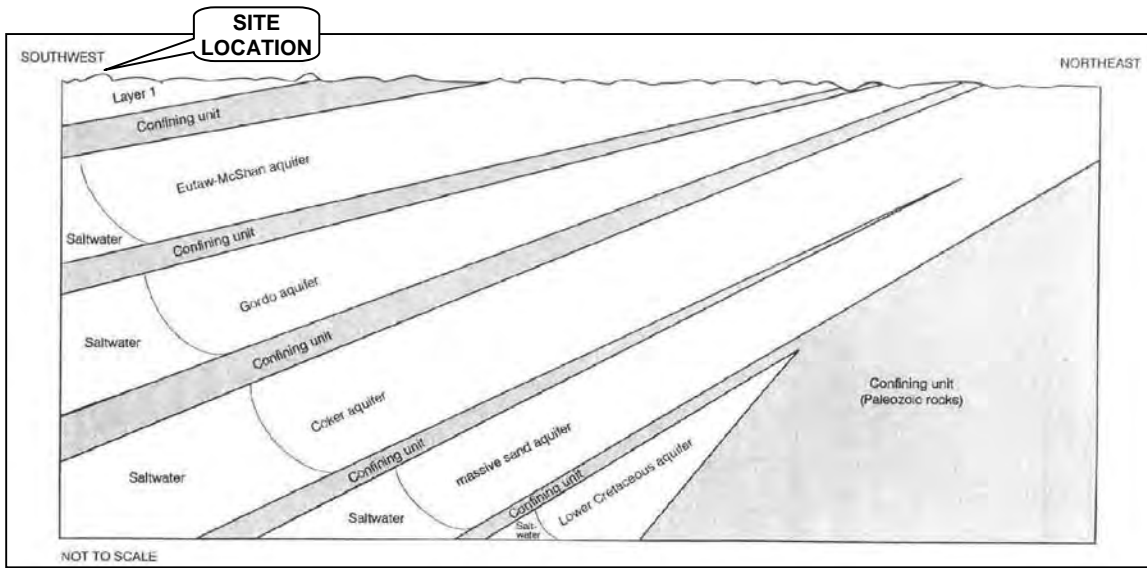 SITE
LOCATION
SOUTHWEST
NORTHEAST
Layer 1
Confining unit
Eutaw-McShan aquifer
Saltwater
Confining unit
Gordo aquifer
Saltwater
Confining unit
Coker aquifer
Confining unit
(Paleozoic rocks)
Saltwater
Confining unit
massive sand aquifer
Saltwater
Confining unit
Lower Cretaceous aquifer
Salt-
water
NOT TO SCALE